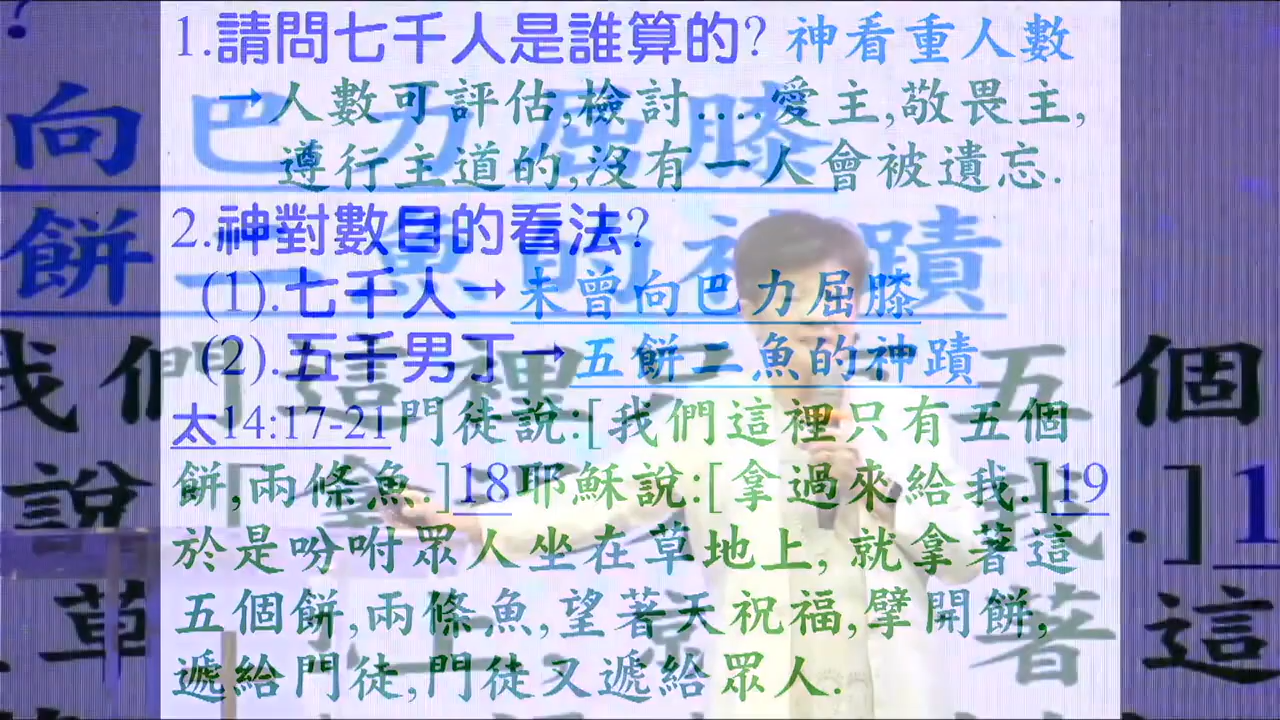 1.請問七千人是誰算的? 神看重人數
→人數可評估,檢討....愛主,敬畏主,
遵行主道的,沒有一人會被遺忘.
2.神對數目的看法?
(1).七千人→未曾向巴力屈膝
(2).五千男丁→五餅二魚的神蹟
太14:17-21門徒說:[我們這裡只有五個
餅,兩條魚.]18耶穌說:[拿過來給我.]19
於是吩咐眾人坐在草地上, 就拿著這
五個餅,兩條魚,望著天祝福,擘開餅,
遞給門徒,門徒又遞給眾人.